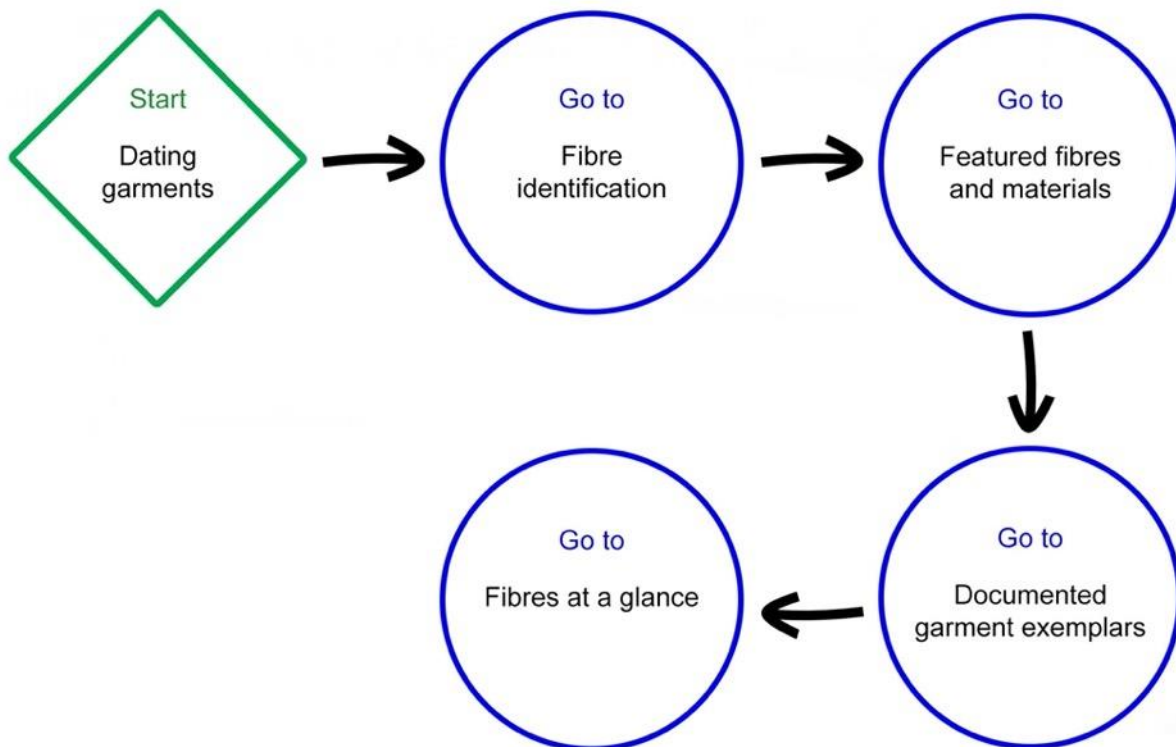 Start
Dating
garments
Go to
Fibre
identification
Go to
Featured fibres
and materials
Go to
Documented
garment exemplars
Go to
Fibres at a glance